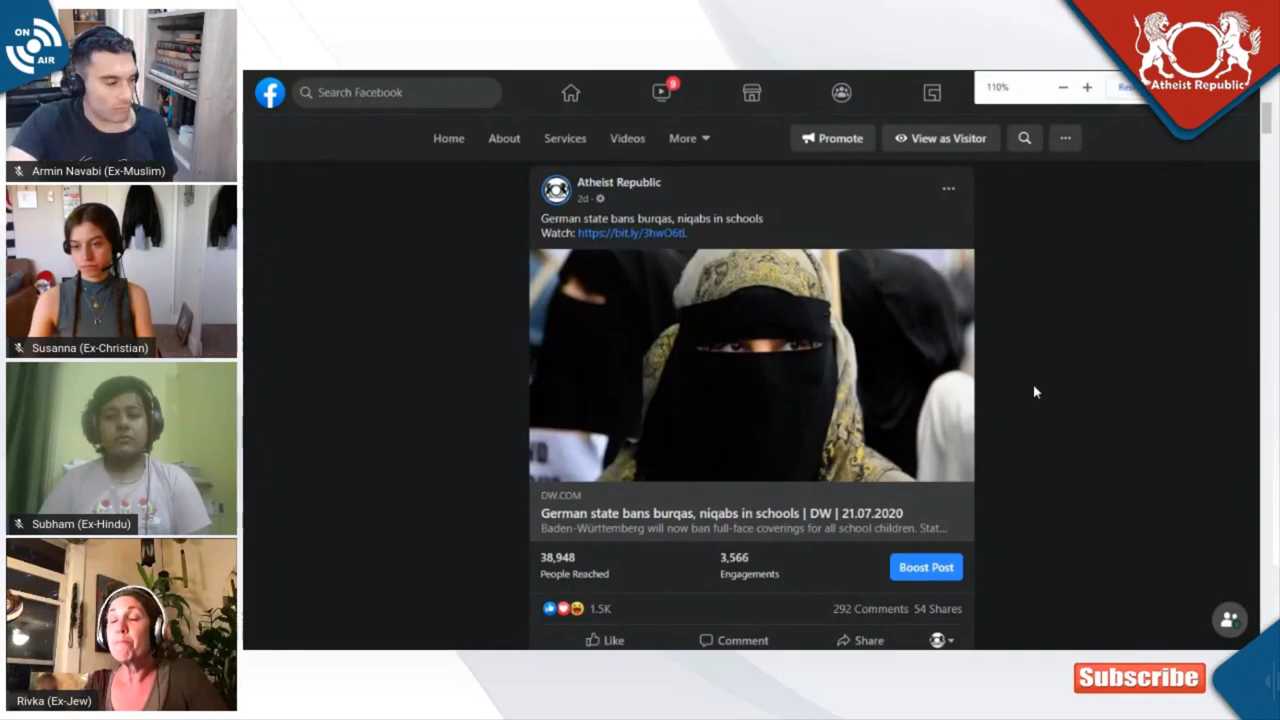 ON
AIR
Armin Navabi (Ex-Muslim)
Susanna (Ex-Christian)
Subham (Ex-Hindu)
Rivka (Ex-Jew)
Search Facebook
9
110%
Atheist Republic
Home
About
Services
Videos
More
Promote
View as Visitor
Atheist Republic
2d
German state bans burqas, niqabs in schools
Watch: https://bit.ly/3hwO6tL
DW.COM
German state bans burqas, niqabs in schools | DW | 21.07.2020
Baden-Württemberg will now ban full-face coverings for all school children. Stat...
38,948
People Reached
3,566
Engagements
Boost Post
1.5K
292 Comments 54 Shares
Like
Comment
Share
Subscribe